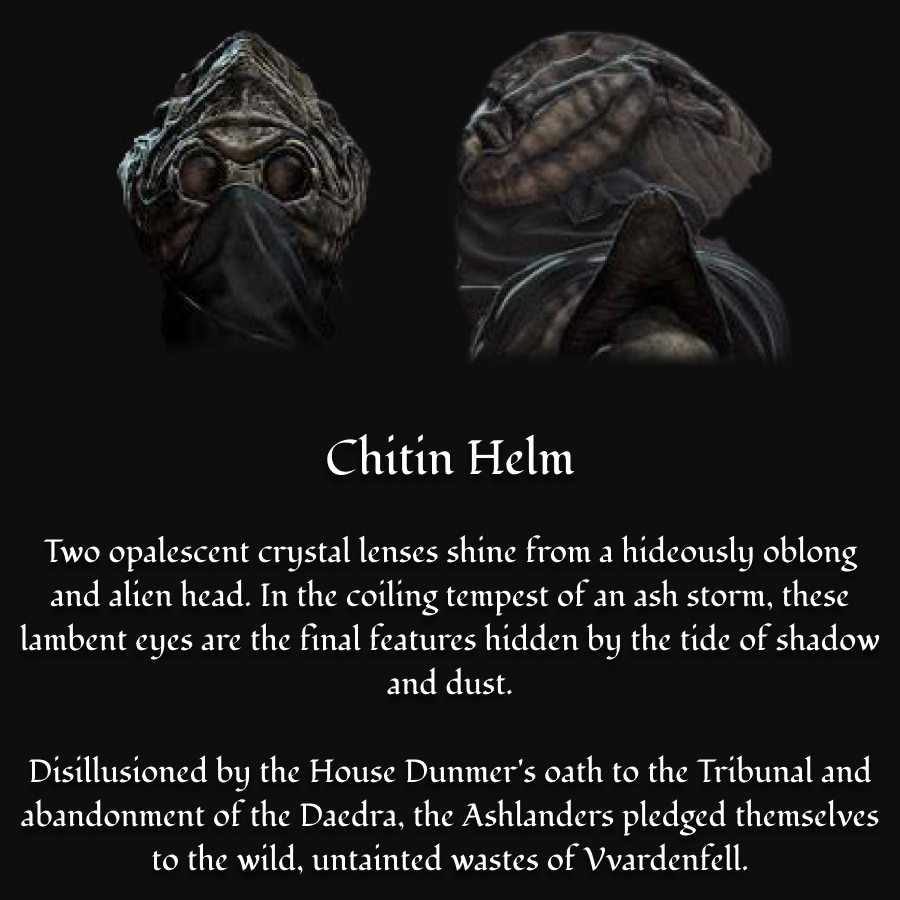 Chitin Helm
Two opalescent crystal lenses shine from a hideously oblong
and alien head. In the coiling tempest of an ash storm, these
lambent eyes are the final features hidden by the tide of shadow
and dust.
Disillusioned by the House Dunmer's oath to the Tribunal and
abandonment of the Daedra, the Ashlanders pledged themselves
to the wild, untainted wastes of Vvardenfell.